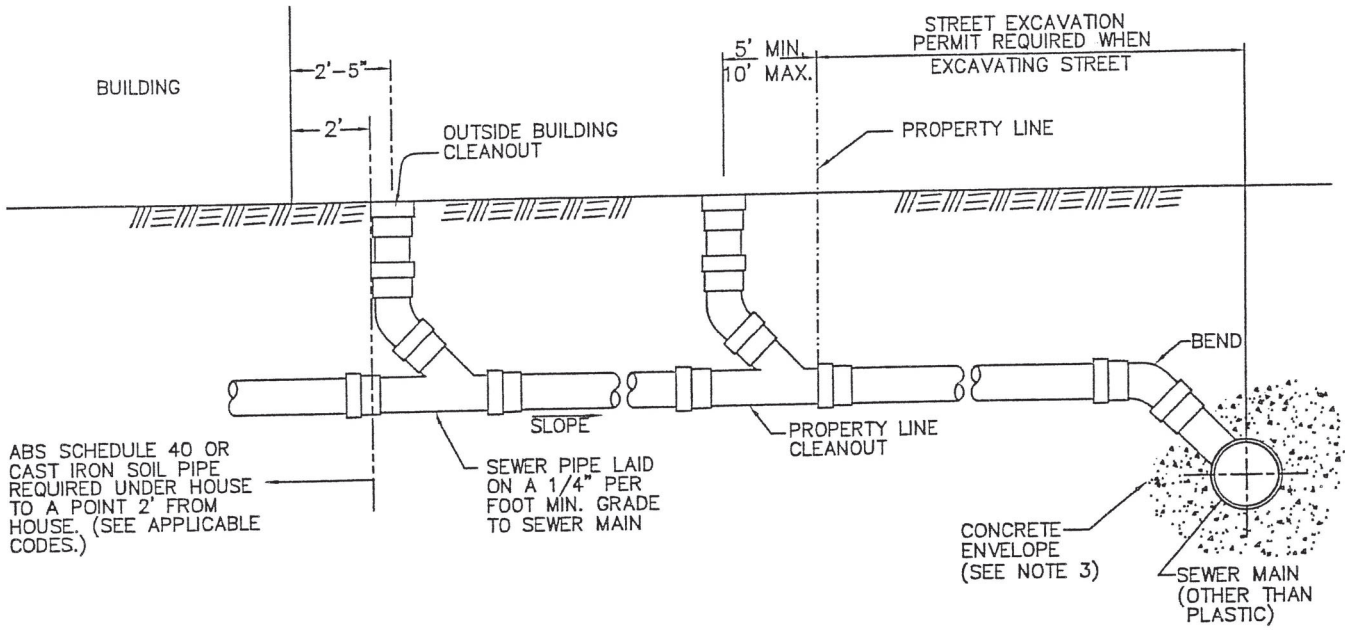 BUILDING
2'-5"
2'
OUTSIDE BUILDING
CLEANOUT
5' MIN.
10' MAX.
STREET EXCAVATION
PERMIT REQUIRED WHEN
EXCAVATING STREET
PROPERTY LINE
BEND
SLOPE
PROPERTY LINE
CLEANOUT
ABS SCHEDULE 40 OR
CAST IRON SOIL PIPE
REQUIRED UNDER HOUSE
TO A POINT 2' FROM
HOUSE. (SEE APPLICABLE
CODES.)
SEWER PIPE LAID
ON A 1/4" PER
FOOT MIN. GRADE
TO SEWER MAIN
CONCRETE
ENVELOPE
(SEE NOTE 3)
SEWER MAIN
(OTHER THAN
PLASTIC)